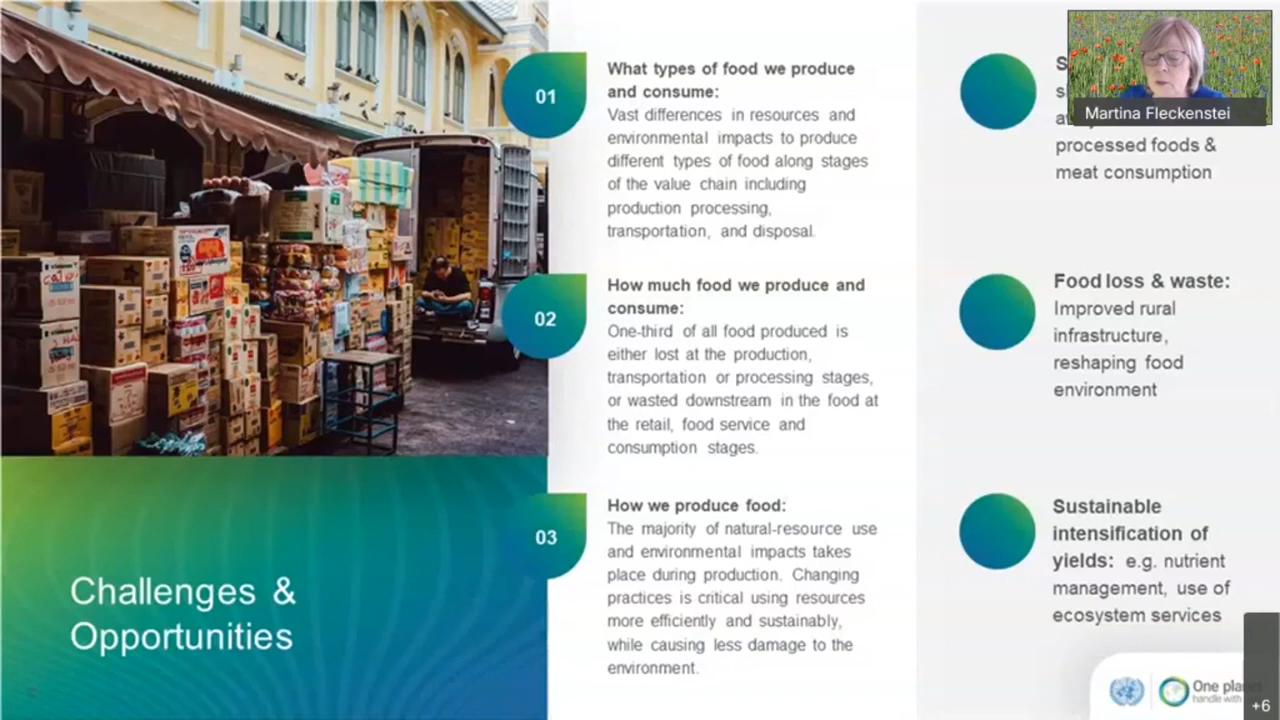 01
What types of food we produce
and consume:
Vast differences in resources and
environmental impacts to produce
different types of food along stages
of the value chain including
production processing,
transportation, and disposal.
02
How much food we produce and
consume:
One-third of all food produced is
either lost at the production,
transportation or processing stages,
or wasted downstream in the food at
the retail, food service and
consumption stages.
03
How we produce food:
The majority of natural-resource use
and environmental impacts takes
place during production. Changing
practices is critical using resources
more efficiently and sustainably,
while causing less damage to the
environment.
Challenges &
Opportunities
Martina Fleckenstei
processed foods &
meat consumption
Food loss & waste:
Improved rural
infrastructure,
reshaping food
environment
Sustainable
intensification of
yields: e.g. nutrient
management, use of
ecosystem services
One plane
handle with
+6